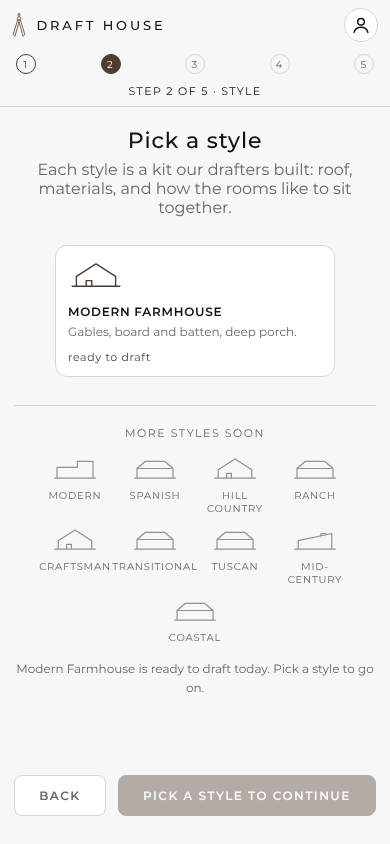 DRAFT HOUSE
1 2 3 4 5
STEP 2 OF 5 · STYLE
Pick a style
Each style is a kit our drafters built: roof,
materials, and how the rooms like to sit
together.
MODERN FARMHOUSE
Gables, board and batten, deep porch.
ready to draft
MORE STYLES SOON
MODERN SPANISH HILL RANCH
COUNTRY
CRAFTSMAN TRANSITIONAL TUSCAN MID-
CENTURY
COASTAL
Modern Farmhouse is ready to draft today. Pick a style to go
on.
BACK PICK A STYLE TO CONTINUE